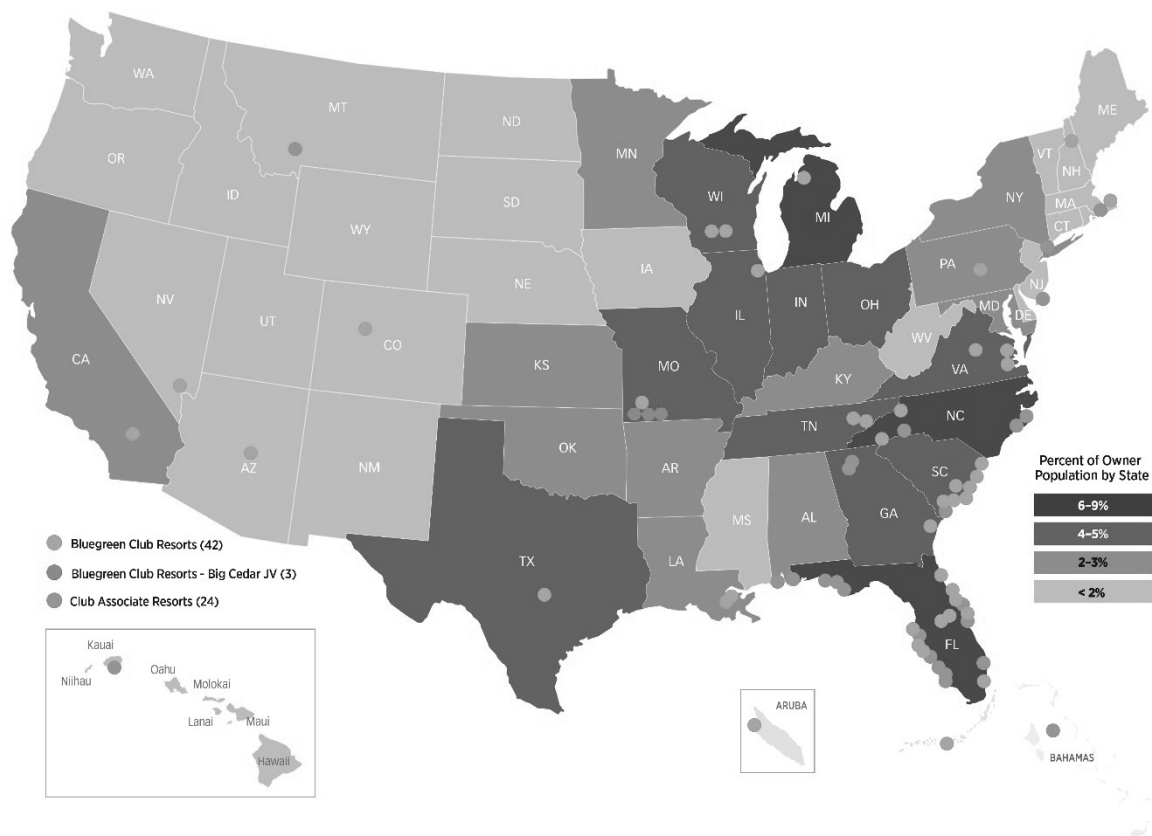 WA
MT
ND
MN
ME
VT
NH
OR
ID
SD
WI
MI
NY
MA
CT
WY
IA
PA
NJ
NE
NV
UT
CO
IL
IN
OH
MD
DE
WV
CA
KS
MO
KY
VA
AZ
NM
OK
AR
TN
NC
SC
MS
AL
GA
TX
LA
FL
Percent of Owner
Population by State
6–9%
4–5%
2–3%
< 2%
Bluegreen Club Resorts (42)
Bluegreen Club Resorts - Big Cedar JV (3)
Club Associate Resorts (24)
Kauai
Niihau
Oahu
Molokai
Lanai
Maui
Hawaii
ARUBA
BAHAMAS